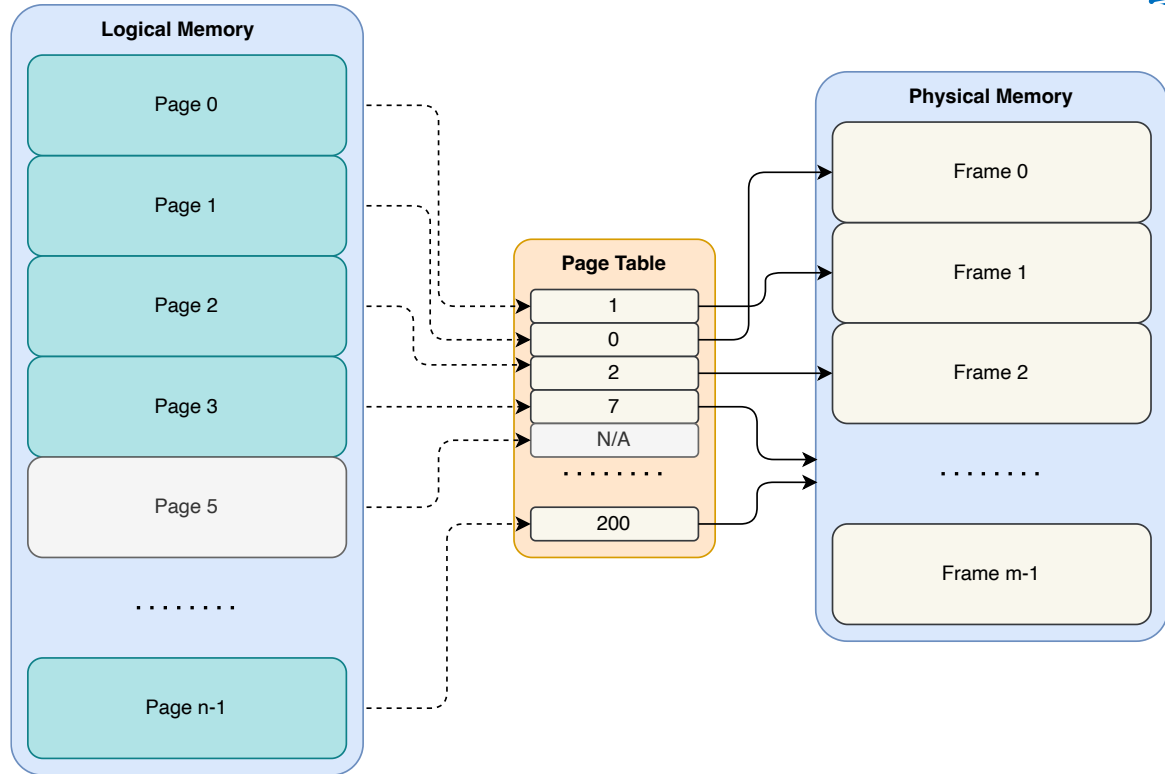 Logical Memory
Page 0
Page 1
Page 2
Page 3
Page 5
........
Page n-1
Page Table
1
0
2
7
N/A
........
200
Physical Memory
Frame 0
Frame 1
Frame 2
........
Frame m-1